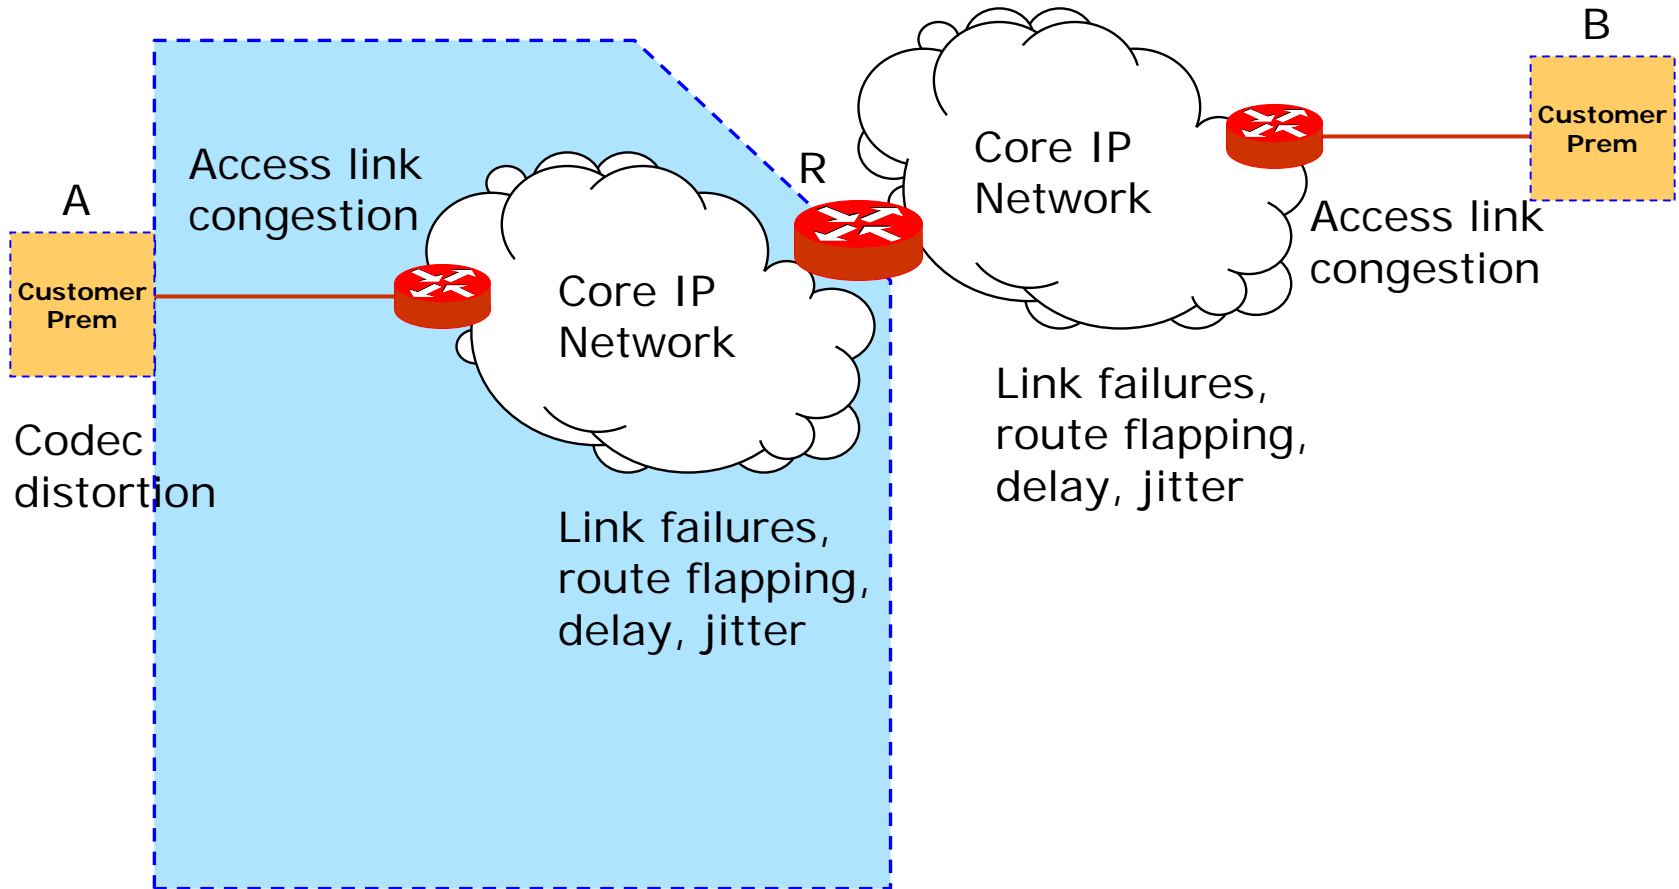 A
Customer
Prem
Codec
distortion
Access link
congestion
Core IP
Network
Link failures,
route flapping,
delay, jitter
R
Core IP
Network
Link failures,
route flapping,
delay, jitter
Access link
congestion
B
Customer
Prem